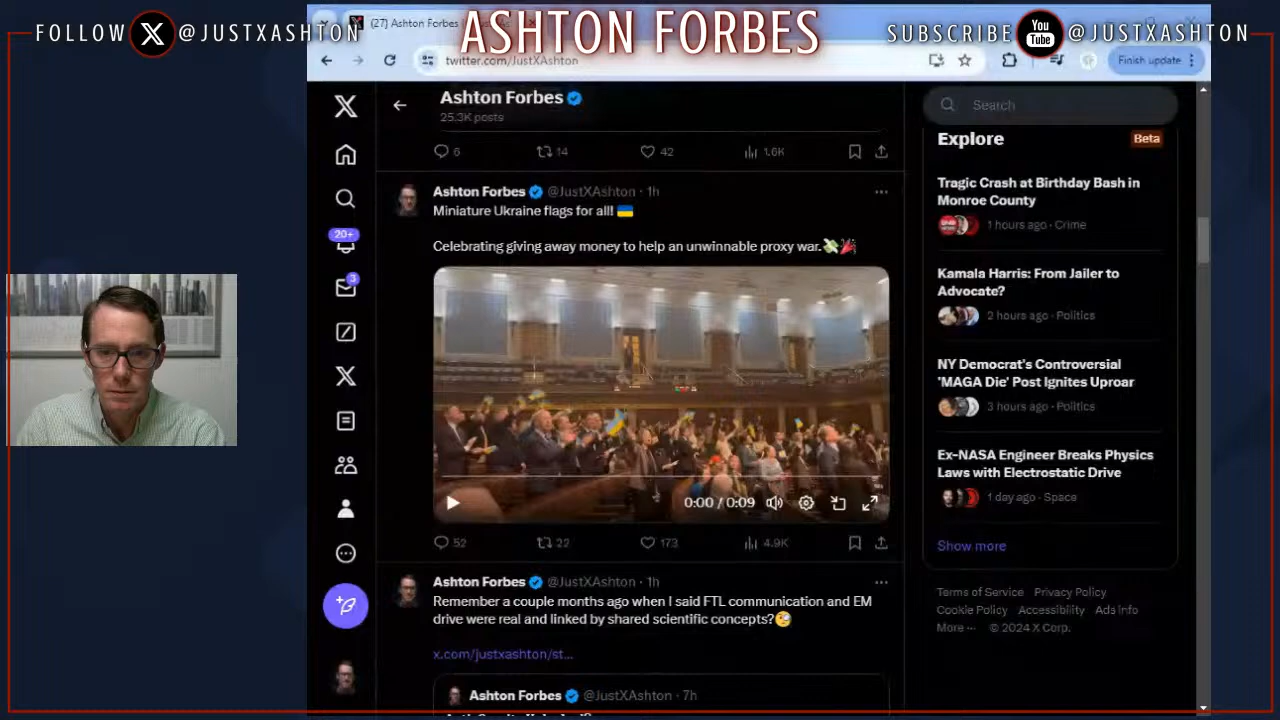 FOLLOW X @JUSTXASHTON
ASHTON FORBES
SUBSCRIBE You Tube @JUSTXASHTON
(27) Ashton Forbes
twitter.com/JustXAshton
Finish update
Ashton Forbes
25.3K posts
Search
6 14 42 1.6K
Explore Beta
Tragic Crash at Birthday Bash in
Monroe County
1 hours ago · Crime
Kamala Harris: From Jailer to
Advocate?
2 hours ago · Politics
NY Democrat's Controversial
'MAGA Die' Post Ignites Uproar
3 hours ago · Politics
Ex-NASA Engineer Breaks Physics
Laws with Electrostatic Drive
1 day ago · Space
Show more
Terms of Service Privacy Policy
Cookie Policy Accessibility Ads info
More ··· © 2024 X Corp.
20+
3
Ashton Forbes @JustXAshton · 1h
Miniature Ukraine flags for all! 🇺🇦
Celebrating giving away money to help an unwinnable proxy war.💸🎉
0:00 / 0:09
52 22 173 4.9K
Ashton Forbes @JustXAshton · 1h
Remember a couple months ago when I said FTL communication and EM
drive were real and linked by shared scientific concepts?🧐
x.com/justxashton/st...
Ashton Forbes @JustXAshton · 7h